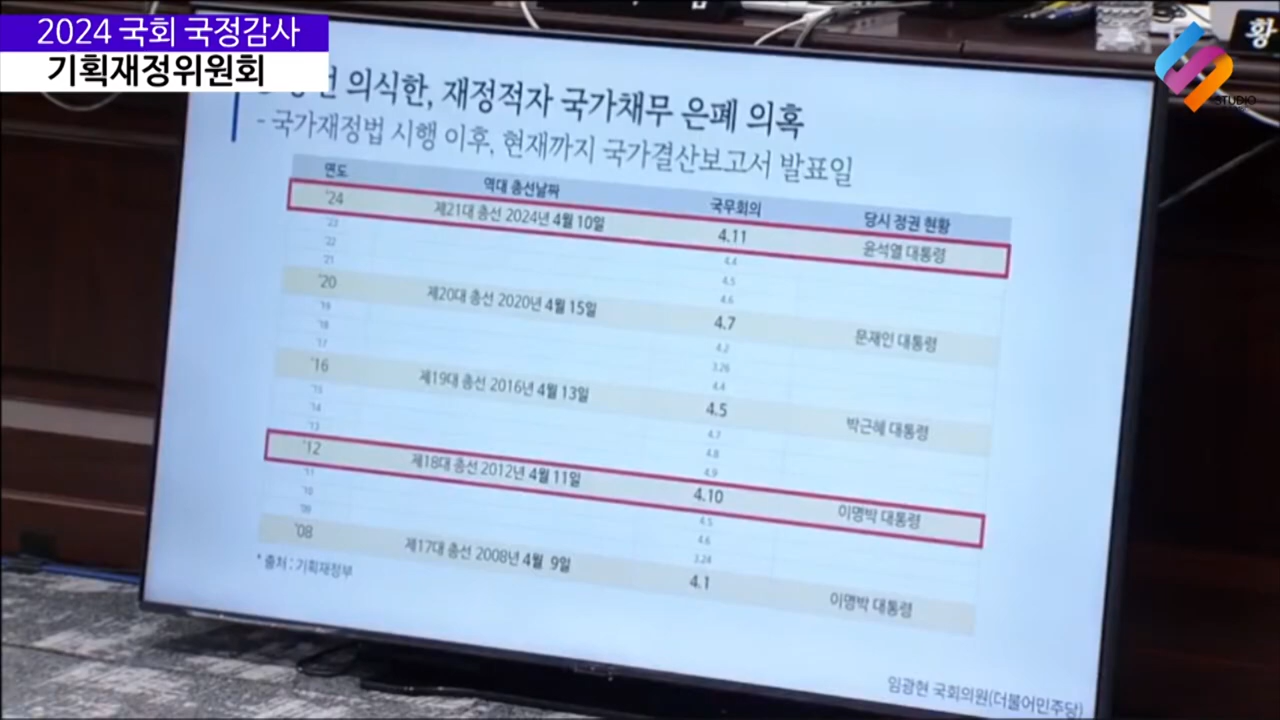 2024 국회 국정감사
기획재정위원회
황
STUDIO
의식한, 재정적자 국가채무 은폐 의혹
- 국가재정법 시행 이후, 현재까지 국가결산보고서 발표일
연도 역대 총선날짜 국무회의 당시 정권 현황
'24 제21대 총선 2024년 4월 10일 4.11 윤석열 대통령
'23 4.4
'22 4.5
'21 4.6
'20 제20대 총선 2020년 4월 15일 4.7 문재인 대통령
'19 4.2
'18 3.26
'17 4.4
'16 제19대 총선 2016년 4월 13일 4.5 박근혜 대통령
'15 4.7
'14 4.8
'13 4.9
'12 제18대 총선 2012년 4월 11일 4.10 이명박 대통령
'11 4.5
'10 4.6
'09 3.24
'08 제17대 총선 2008년 4월 9일 4.1 이명박 대통령
* 출처 : 기획재정부
임광현 국회의원(더불어민주당)